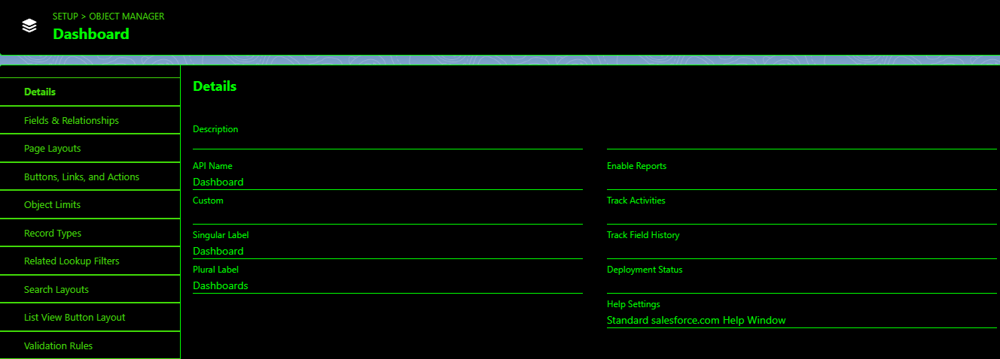 SETUP > OBJECT MANAGER
Dashboard
Details
Fields & Relationships
Page Layouts
Buttons, Links, and Actions
Object Limits
Record Types
Related Lookup Filters
Search Layouts
List View Button Layout
Validation Rules
Details
Description
API Name
Dashboard
Custom
Singular Label
Dashboard
Plural Label
Dashboards
Enable Reports
Track Activities
Track Field History
Deployment Status
Help Settings
Standard salesforce.com Help Window